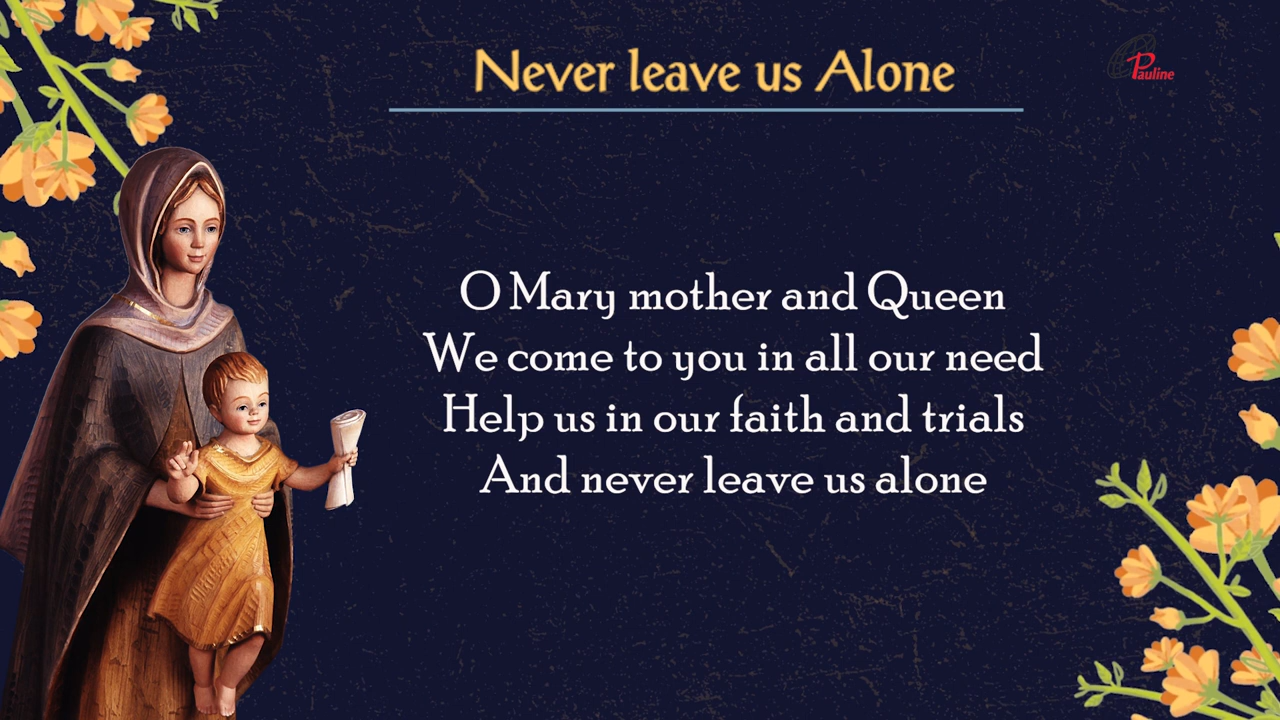 Never leave us Alone
Pauline
O Mary mother and Queen
We come to you in all our need
Help us in our faith and trials
And never leave us alone